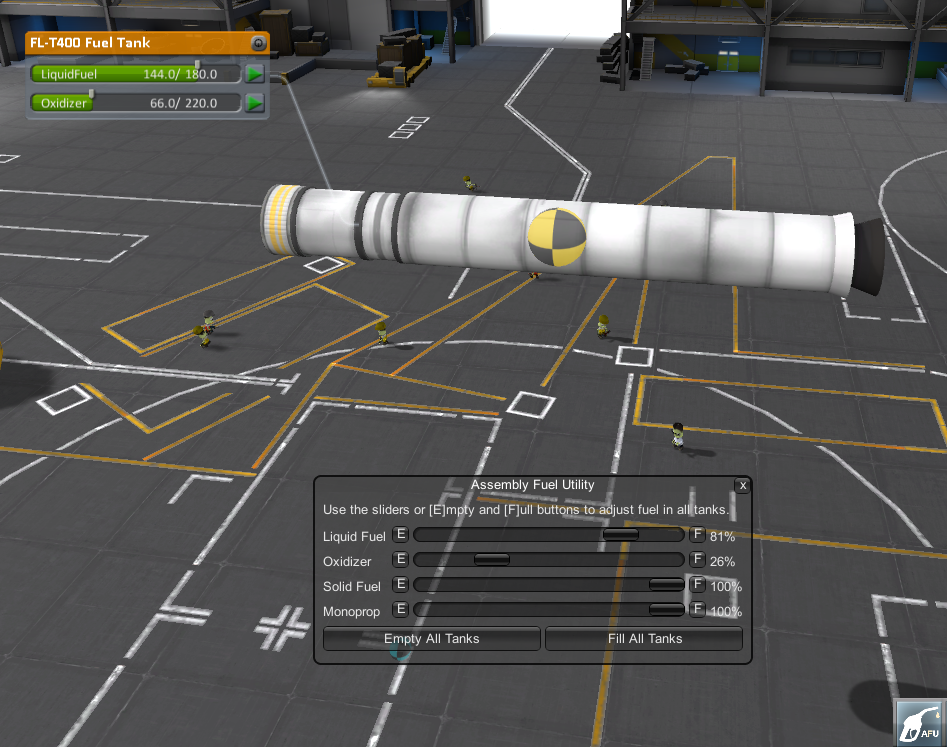 FL-T400 Fuel Tank
LiquidFuel 144.0/ 180.0
Oxidizer 66.0/ 220.0
Assembly Fuel Utility X
Use the sliders or [E]mpty and [F]ull buttons to adjust fuel in all tanks.
Liquid Fuel E F 81%
Oxidizer E F 26%
Solid Fuel E F 100%
Monoprop E F 100%
Empty All Tanks Fill All Tanks
AFU